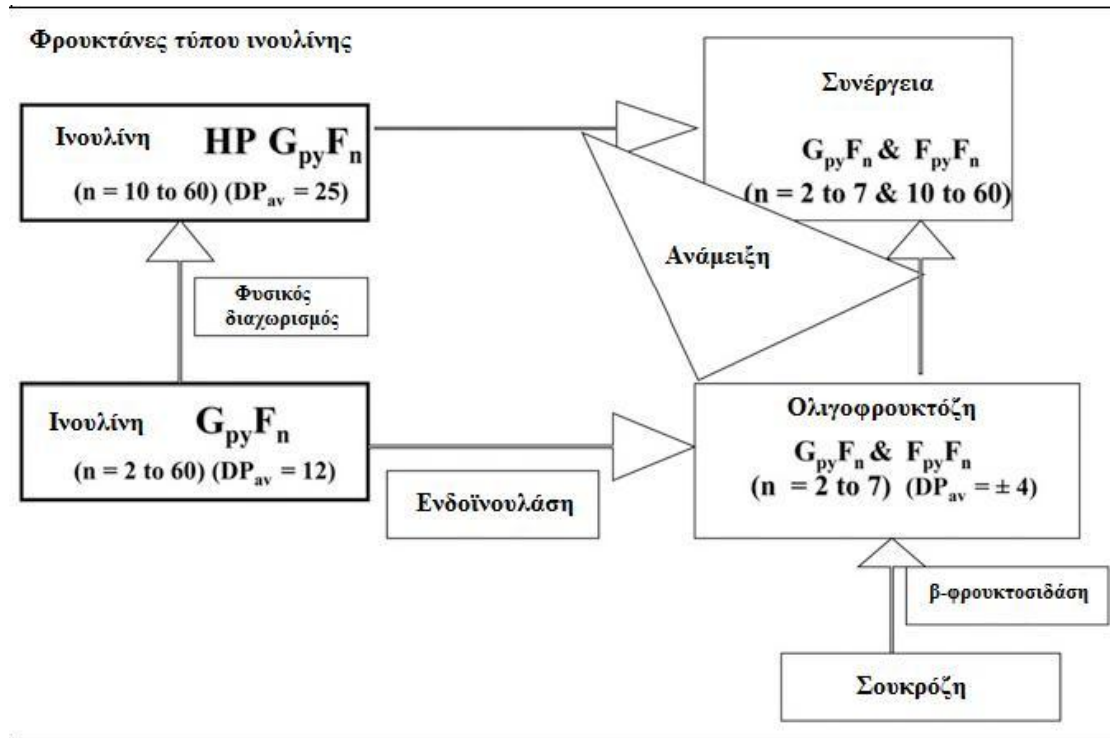 Φρουκτάνες τύπου ινουλίνης
Ινουλίνη HP GpyFn
(n = 10 to 60) (DPav = 25)
Συνέργεια
GpyFn & FpyFn
(n = 2 to 7 & 10 to 60)
Ανάμειξη
Φυσικός
διαχωρισμός
Ινουλίνη GpyFn
(n = 2 to 60) (DPav = 12)
Ενδοϊνουλάση
Ολιγοφρουκτόζη
GpyFn & FpyFn
(n = 2 to 7) (DPav = ± 4)
β-φρουκτοσιδάση
Σουκρόζη